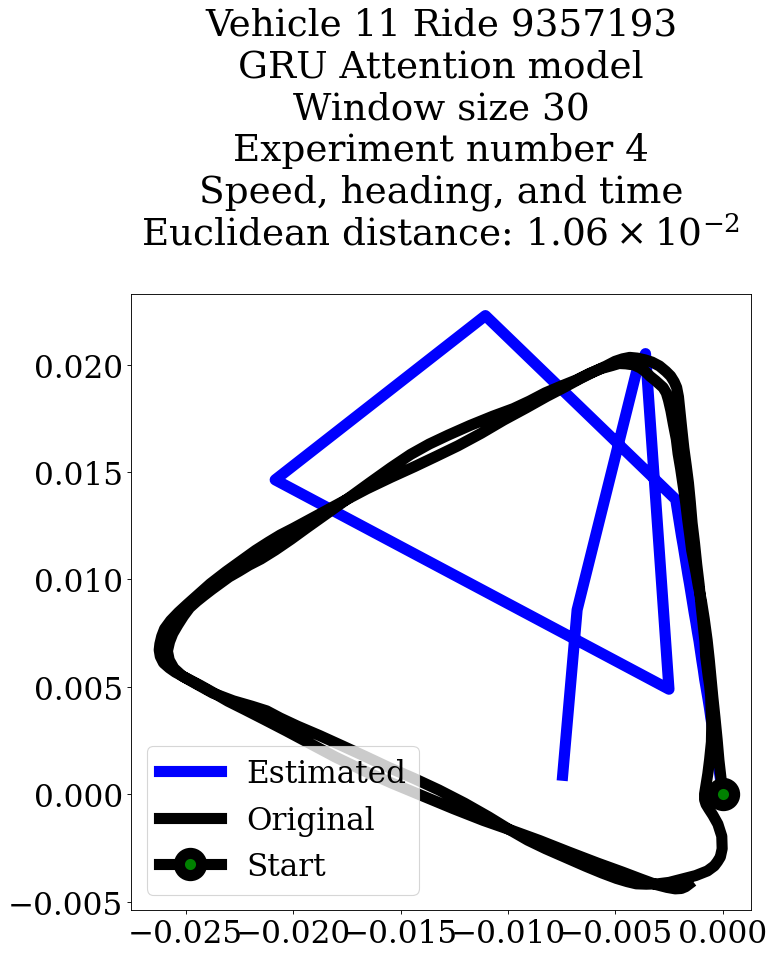 Vehicle 11 Ride 9357193
GRU Attention model
Window size 30
Experiment number 4
Speed, heading, and time
Euclidean distance: 1.06 × 10⁻²
0.020
0.015
0.010
0.005
0.000
−0.005
Estimated
Original
Start
−0.025 −0.020 −0.015 −0.010 −0.005 0.000